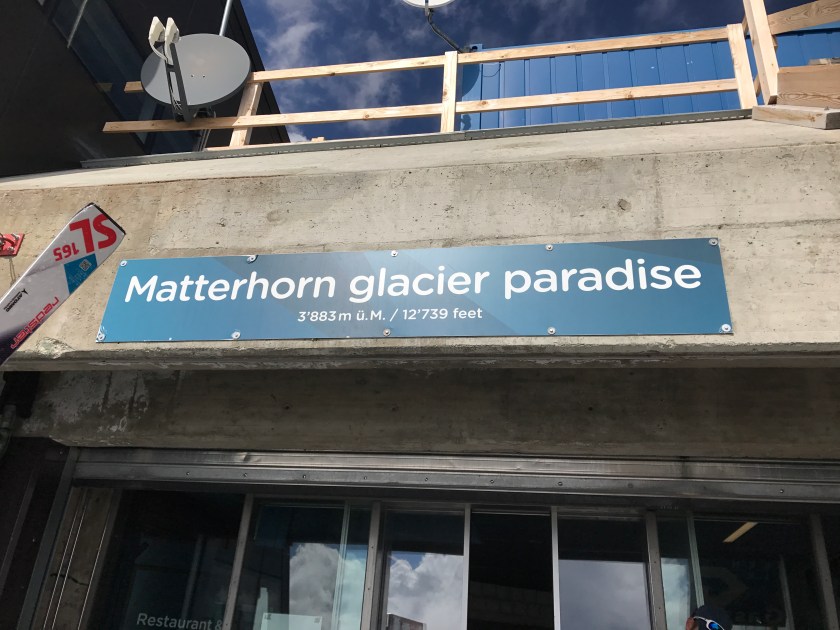 SL
165
Matterhorn glacier paradise
3'883 m ü.M. / 12'739 feet
Restaurant &